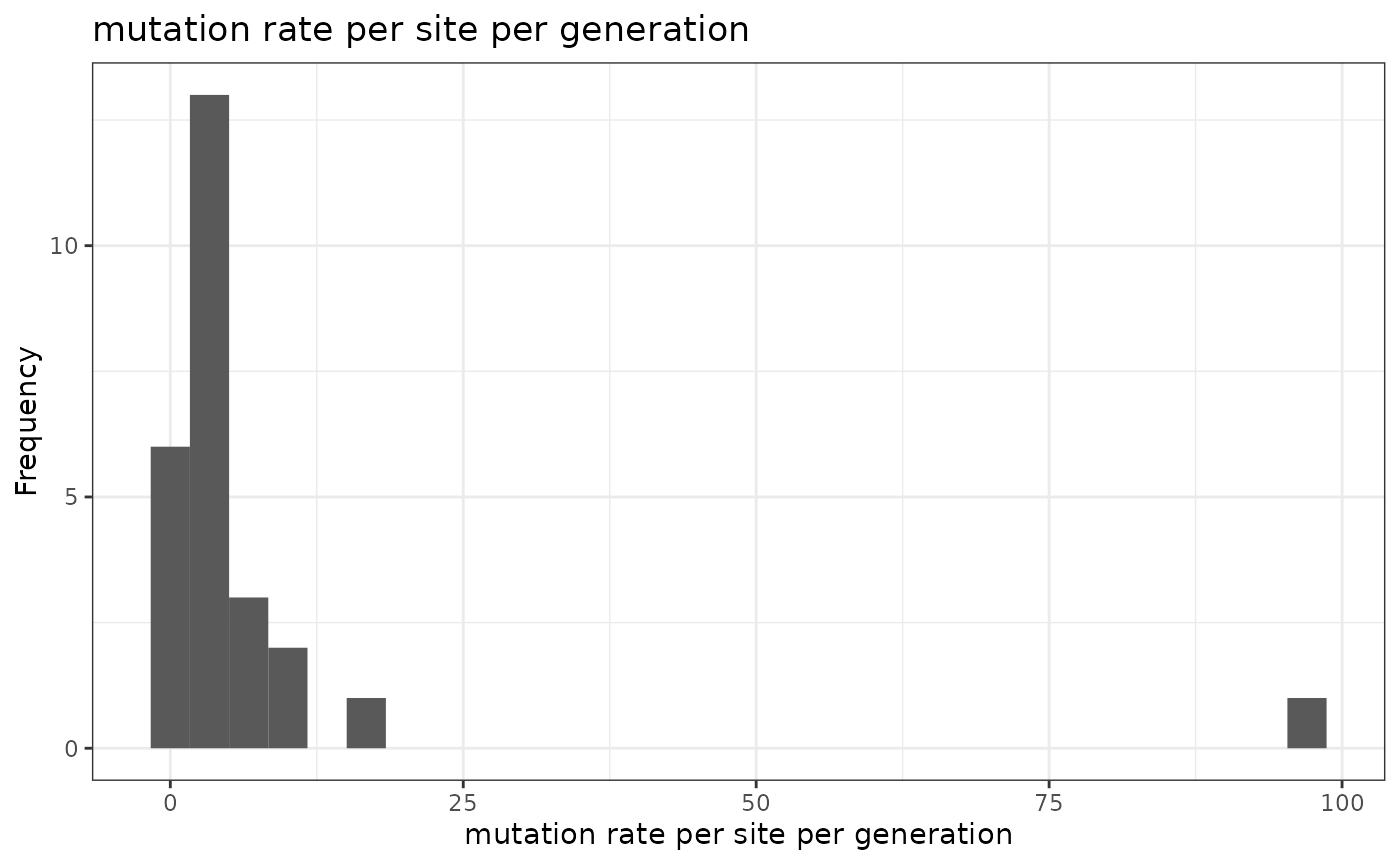 mutation rate per site per generation
10
5
0
Frequency
0 25 50 75 100
mutation rate per site per generation